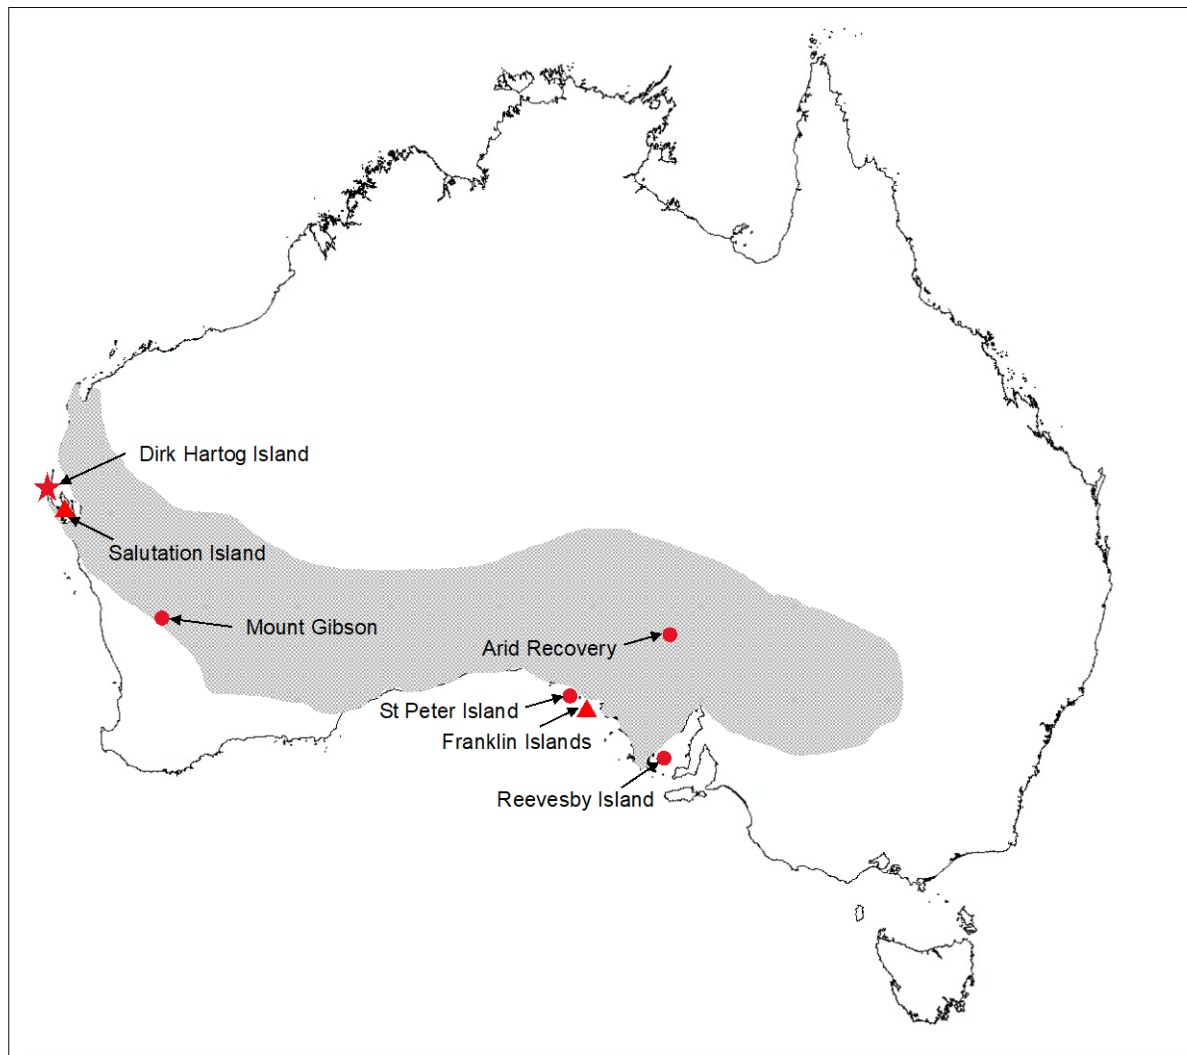 Dirk Hartog Island
Salutation Island
Mount Gibson
Arid Recovery
St Peter Island
Franklin Islands
Reevesby Island